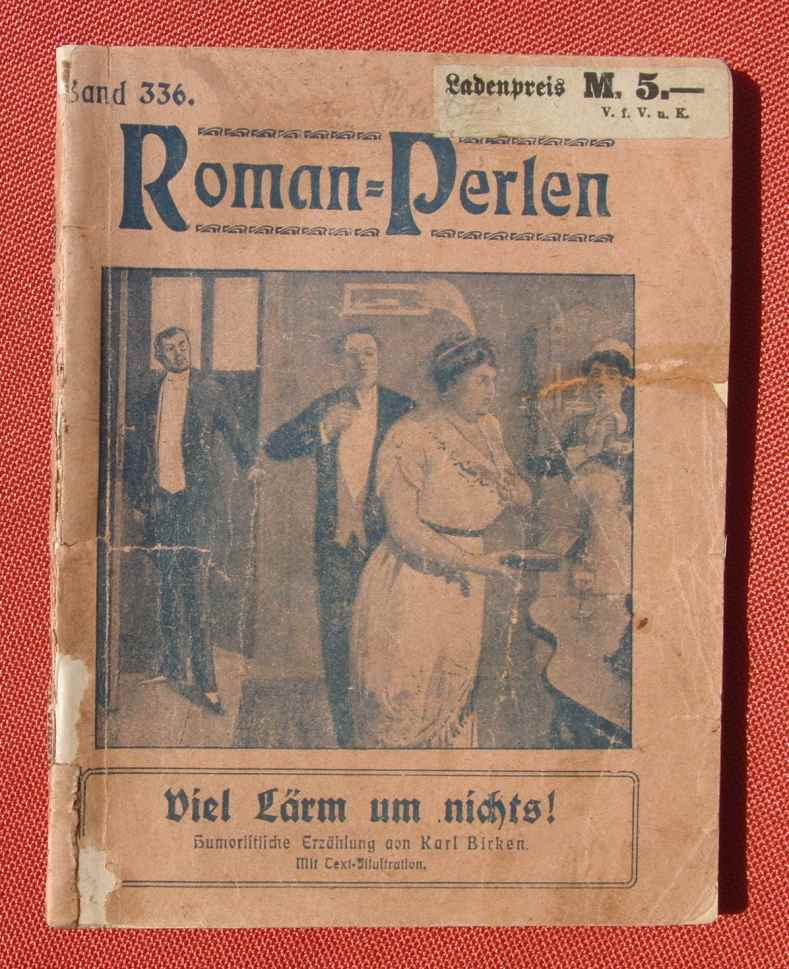 Band 336.
Ladenpreis M. 5.—
V. f. V. u. K.
Roman-Perlen
Viel Lärm um nichts!
Humoristische Erzählung von Karl Birken.
Mit Text-Illustration.